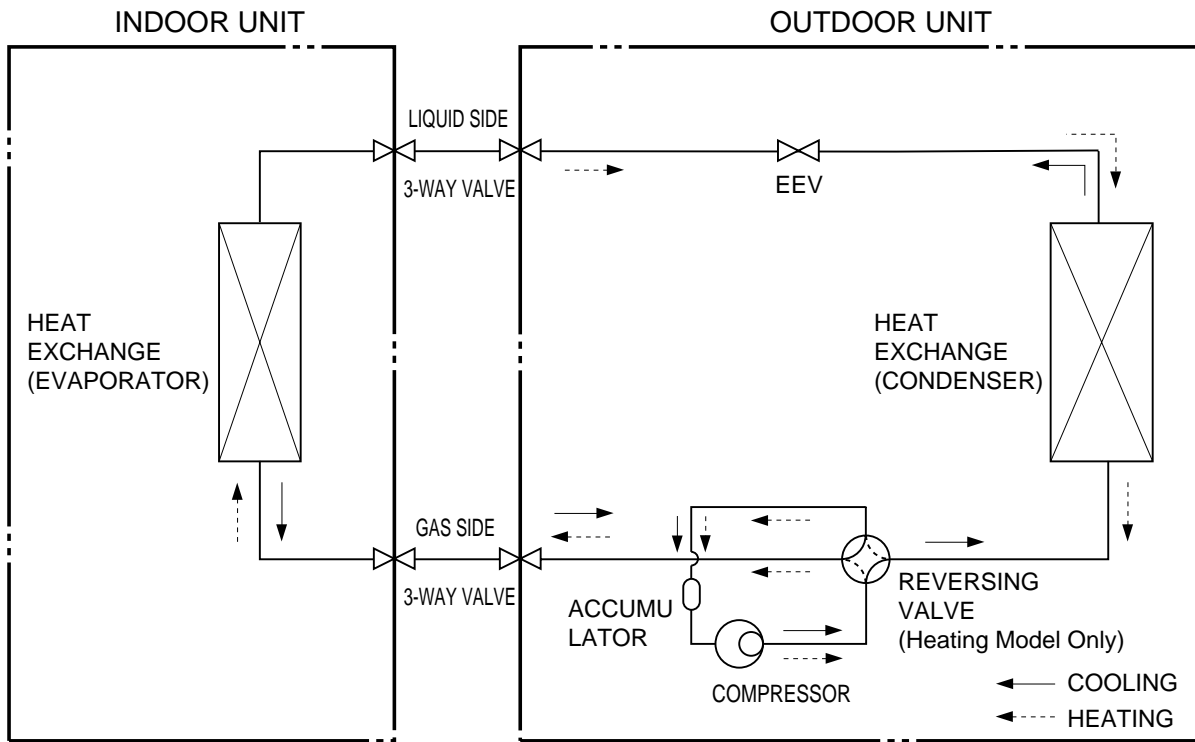 INDOOR UNIT
OUTDOOR UNIT
LIQUID SIDE
3-WAY VALVE
EEV
HEAT
EXCHANGE
(EVAPORATOR)
HEAT
EXCHANGE
(CONDENSER)
GAS SIDE
3-WAY VALVE
ACCUMU
LATOR
COMPRESSOR
REVERSING
VALVE
(Heating Model Only)
COOLING
HEATING